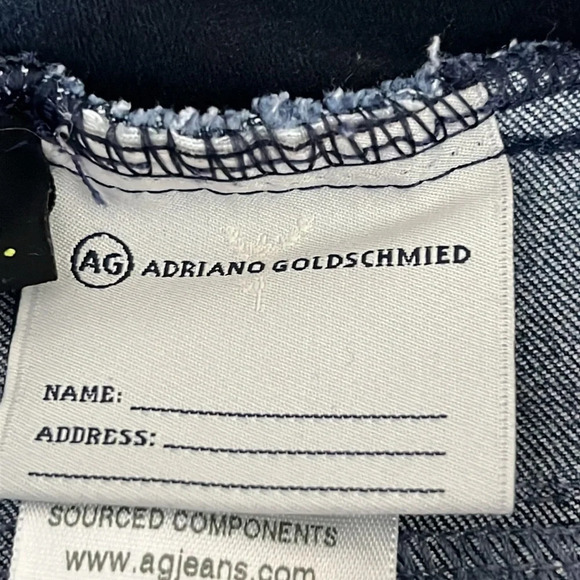 AG ADRIANO GOLDSCHMIED
NAME:
ADDRESS:
SOURCED COMPONENTS
www.agjeans.com